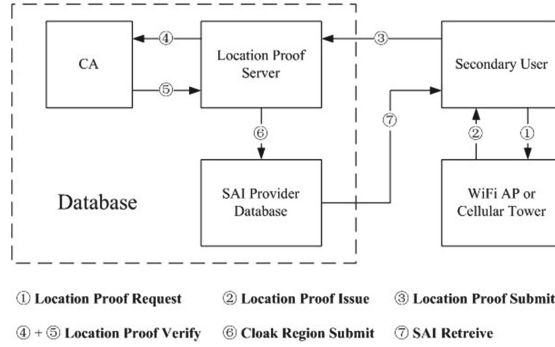 ④ ③
CA Location Proof Server Secondary User
⑤
⑥ ⑦ ② ①
Database SAI Provider Database WiFi AP or Cellular Tower
① Location Proof Request ② Location Proof Issue ③ Location Proof Submit
④ + ⑤ Location Proof Verify ⑥ Cloak Region Submit ⑦ SAI Retreive